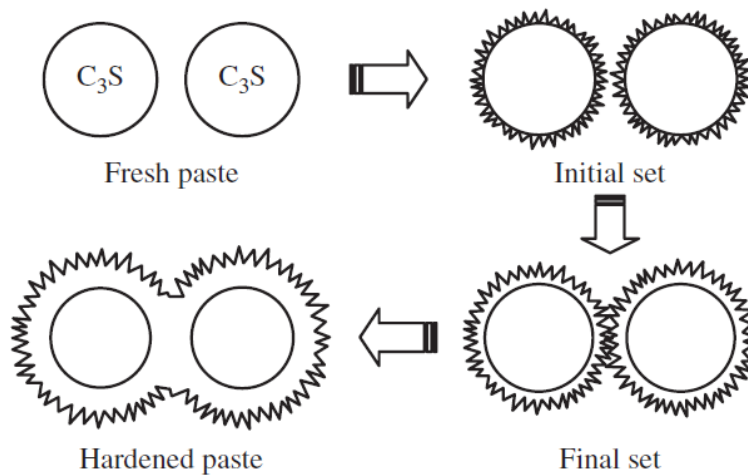 C₃S C₃S
Fresh paste
Initial set
Hardened paste
Final set